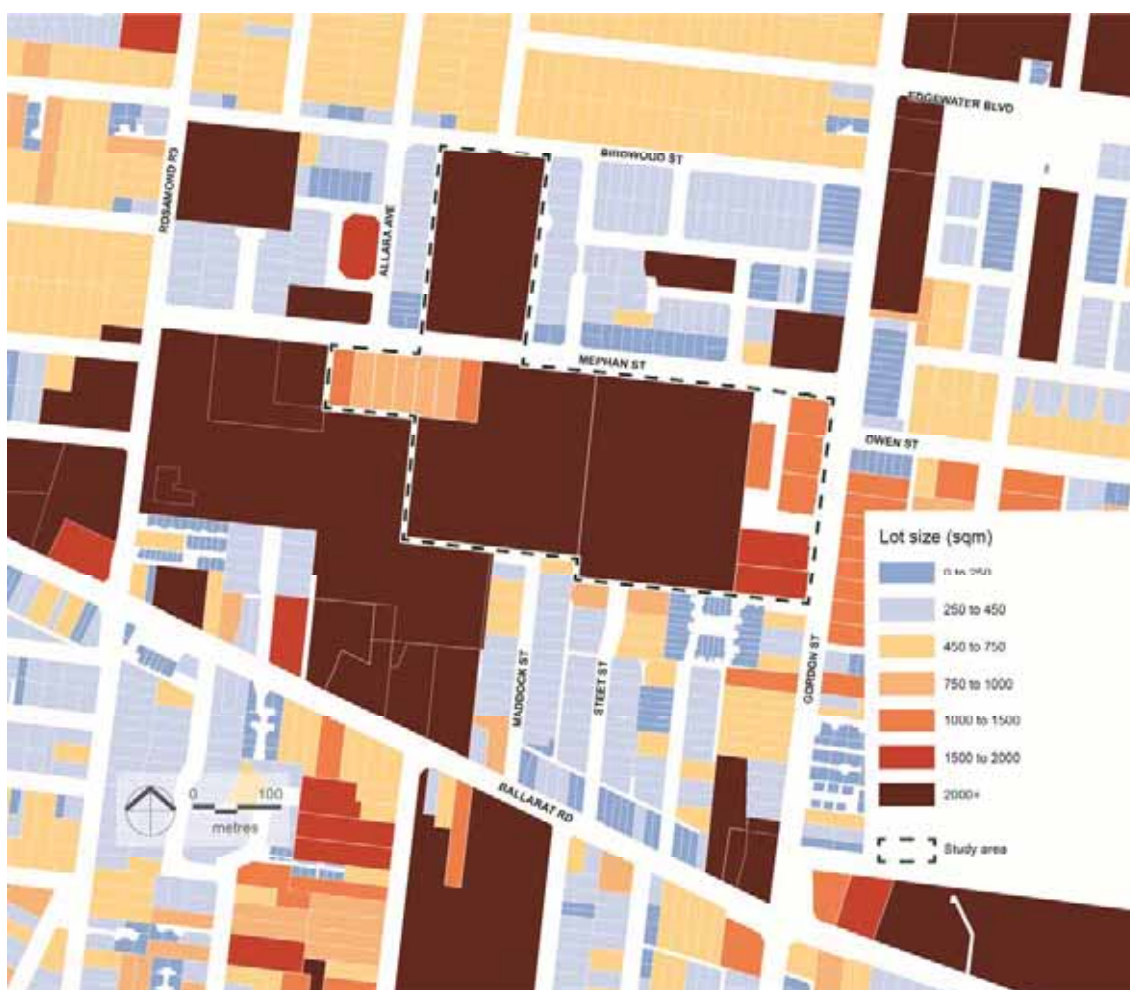 EDGEWATER BLVD
BIRDWOOD ST
ROSAMOND RD
ALLARA AVE
MEPHAN ST
OWEN ST
Lot size (sqm)
0 to 250
250 to 450
450 to 750
750 to 1000
1000 to 1500
1500 to 2000
2000+
Study area
GORDON ST
MADDOCK ST
STEET ST
BALLARAT RD
0 100
metres